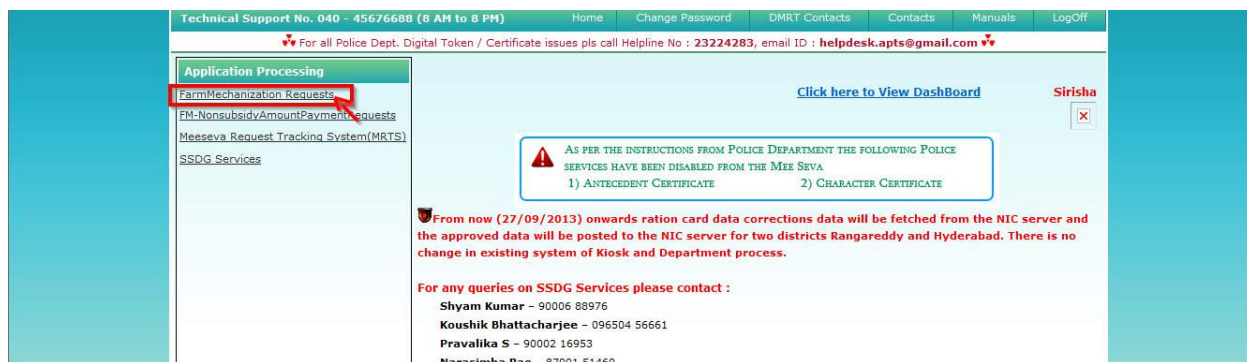 Technical Support No. 040 - 45676688 (8 AM to 8 PM) Home Change Password DMRT Contacts Contacts Manuals LogOff
For all Police Dept. Digital Token / Certificate issues pls call Helpline No : 23224283, email ID : helpdesk.apts@gmail.com
Application Processing
FarmMechanization Requests
FM-NonsubsidyAmountPaymentRequests
Meeseva Request Tracking System(MRTS)
SSDG Services
Click here to View DashBoard Sirisha
As per the instructions from Police Department the following Police
services have been disabled from the Mee Seva
1) Antecedent Certificate 2) Character Certificate
From now (27/09/2013) onwards ration card data corrections data will be fetched from the NIC server and
the approved data will be posted to the NIC server for two districts Rangareddy and Hyderabad. There is no
change in existing system of Kiosk and Department process.
For any queries on SSDG Services please contact :
Shyam Kumar – 90006 88976
Koushik Bhattacharjee – 096504 56661
Pravalika S – 90002 16953
Narasimha Rao – 87901 51460